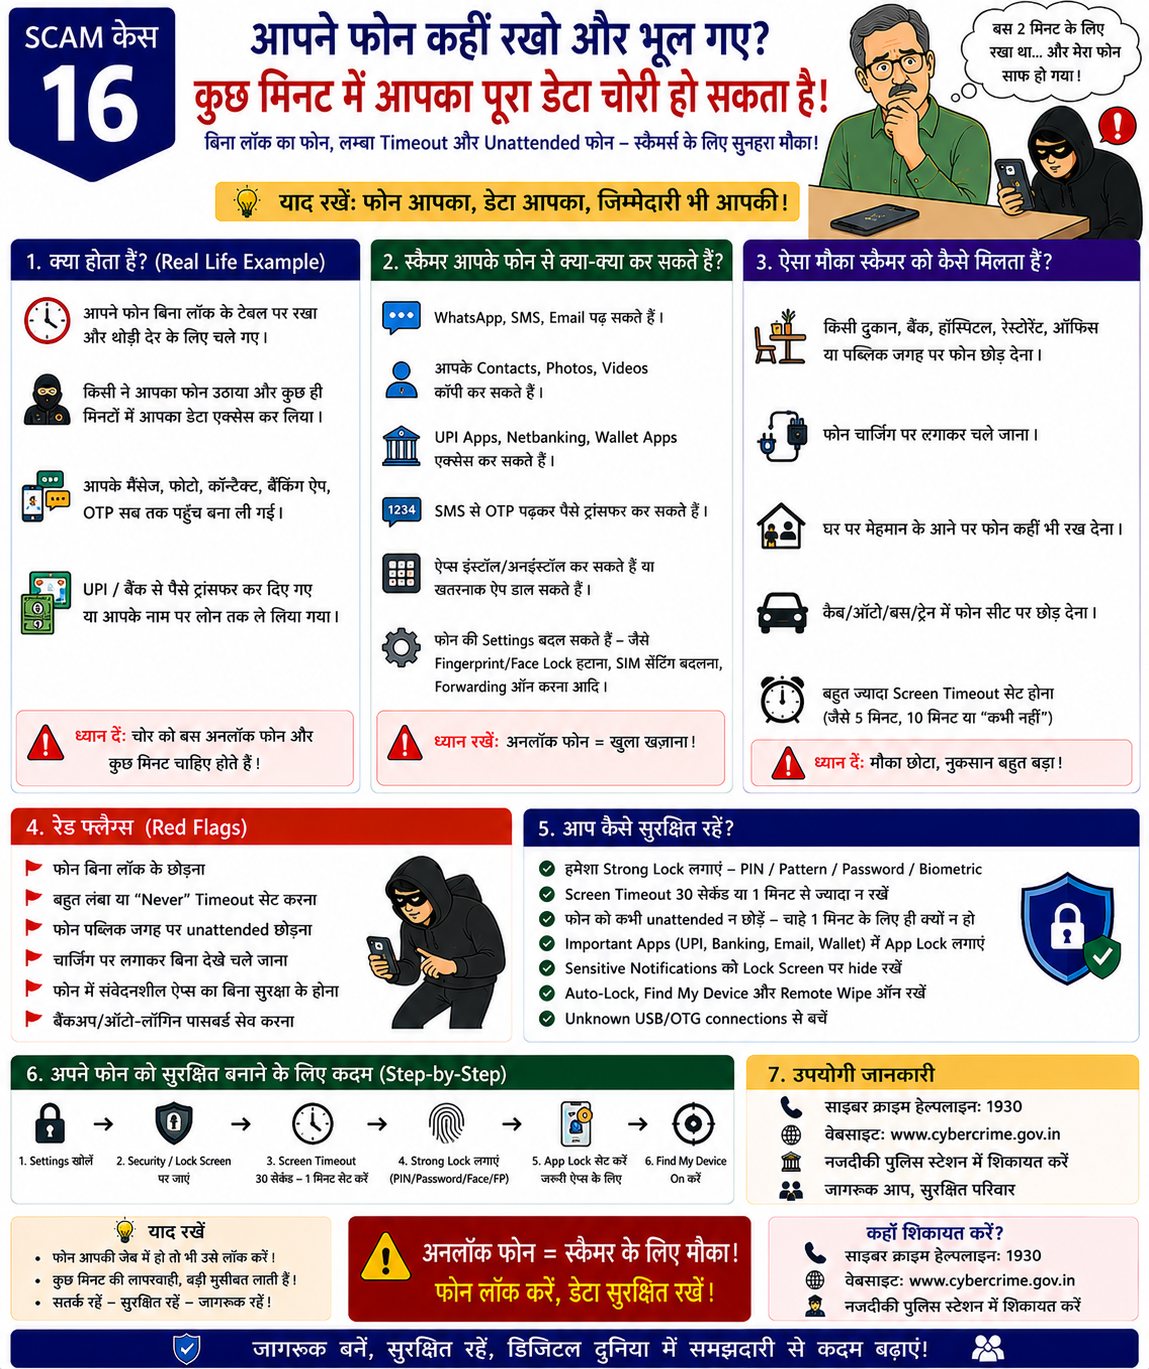 SCAM केस
16
आपने फोन कहीं रखो और भूल गए?
कुछ मिनट में आपका पूरा डेटा चोरी हो सकता है!
बिना लॉक का फोन, लम्बा Timeout और Unattended फोन – स्कैमर्स के लिए सुनहरा मौका!
याद रखें: फोन आपका, डेटा आपका, जिम्मेदारी भी आपकी!
बस 2 मिनट के लिए
रखा था... और मेरा फोन
साफ हो गया!
1. क्या होता हैं? (Real Life Example)
आपने फोन बिना लॉक के टेबल पर रखा
और थोड़ी देर के लिए चले गए।
किसी ने आपका फोन उठाया और कुछ ही
मिनटों में आपका डेटा एक्सेस कर लिया।
आपके मैंसेज, फोटो, कॉन्टैक्ट, बैंकिंग ऐप,
OTP सब तक पहुँच बना ली गई।
UPI / बैंक से पैसे ट्रांसफर कर दिए गए
या आपके नाम पर लोन तक ले लिया गया।
ध्यान दें: चोर को बस अनलॉक फोन और
कुछ मिनट चाहिए होते हैं!
2. स्कैमर आपके फोन से क्या-क्या कर सकते हैं?
WhatsApp, SMS, Email पढ़ सकते हैं।
आपके Contacts, Photos, Videos
कॉपी कर सकते हैं।
UPI Apps, Netbanking, Wallet Apps
एक्सेस कर सकते हैं।
1234
SMS से OTP पढ़कर पैसे ट्रांसफर कर सकते हैं।
ऐप्स इंस्टॉल/अनइंस्टॉल कर सकते हैं या
खतरनाक ऐप डाल सकते हैं।
फोन की Settings बदल सकते हैं – जैसे
Fingerprint/Face Lock हटाना, SIM सेंटिंग बदलना,
Forwarding ऑन करना आदि।
ध्यान रखें: अनलॉक फोन = खुला खज़ाना!
3. ऐसा मौका स्कैमर को कैसे मिलता हैं?
किसी दुकान, बैंक, हॉस्पिटल, रेस्टोरेंट, ऑफिस
या पब्लिक जगह पर फोन छोड़ देना।
फोन चार्जिंग पर लगाकर चले जाना।
घर पर मेहमान के आने पर फोन कहीं भी रख देना।
कैब/ऑटो/बस/ट्रेन में फोन सीट पर छोड़ देना।
बहुत ज्यादा Screen Timeout सेट होना
(जैसे 5 मिनट, 10 मिनट या “कभी नहीं”)
ध्यान दें: मौका छोटा, नुकसान बहुत बड़ा!
4. रेड फ्लैग्स (Red Flags)
फोन बिना लॉक के छोड़ना
बहुत लंबा या “Never” Timeout सेट करना
फोन पब्लिक जगह पर unattended छोड़ना
चार्जिंग पर लगाकर बिना देखे चले जाना
फोन में संवेदनशील ऐप्स का बिना सुरक्षा के होना
बैंकअप/ऑटो-लॉगिन पासबर्ड सेव करना
5. आप कैसे सुरक्षित रहें?
हमेशा Strong Lock लगाएं – PIN / Pattern / Password / Biometric
Screen Timeout 30 सेकंड या 1 मिनट से ज्यादा न रखें
फोन को कभी unattended न छोड़ें – चाहे 1 मिनट के लिए ही क्यों न हो
Important Apps (UPI, Banking, Email, Wallet) में App Lock लगाएं
Sensitive Notifications को Lock Screen पर hide रखें
Auto-Lock, Find My Device और Remote Wipe ऑन रखें
Unknown USB/OTG connections से बचें
6. अपने फोन को सुरक्षित बनाने के लिए कदम (Step-by-Step)
1. Settings खोलें
2. Security / Lock Screen
पर जाएं
3. Screen Timeout
30 सेकंड – 1 मिनट सेट करें
4. Strong Lock लगाएं
(PIN/Password/Face/FP)
5. App Lock सेट करें
जरूरी ऐप्स के लिए
6. Find My Device
On करें
7. उपयोगी जानकारी
साइबर क्राइम हेल्पलाइन: 1930
वेबसाइट: www.cybercrime.gov.in
नजदीकी पुलिस स्टेशन में शिकायत करें
जागरूक आप, सुरक्षित परिवार
याद रखें
• फोन आपकी जेब में हो तो भी उसे लॉक करें!
• कुछ मिनट की लापरवाही, बड़ी मुसीबत लाती हैं!
• सतर्क रहें – सुरक्षित रहें – जागरूक रहें!
अनलॉक फोन = स्कैमर के लिए मौका!
फोन लॉक करें, डेटा सुरक्षित रखें!
कहाँ शिकायत करें?
साइबर क्राइम हेल्पलाइन: 1930
वेबसाइट: www.cybercrime.gov.in
नजदीकी पुलिस स्टेशन में शिकायत करें
जागरूक बनें, सुरक्षित रहें, डिजिटल दुनिया में समझदारी से कदम बढ़ाएं!